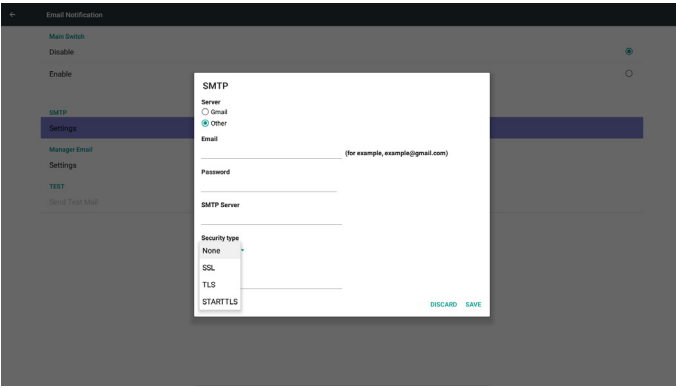 Email Notification
Main Switch
Disable
Enable
SMTP
Settings
Manager Email
Settings
TEST
Send Test Mail
SMTP
Server
Gmail
Other
Email
(for example, example@gmail.com)
Password
SMTP Server
Security type
None
SSL
TLS
STARTTLS
DISCARD SAVE